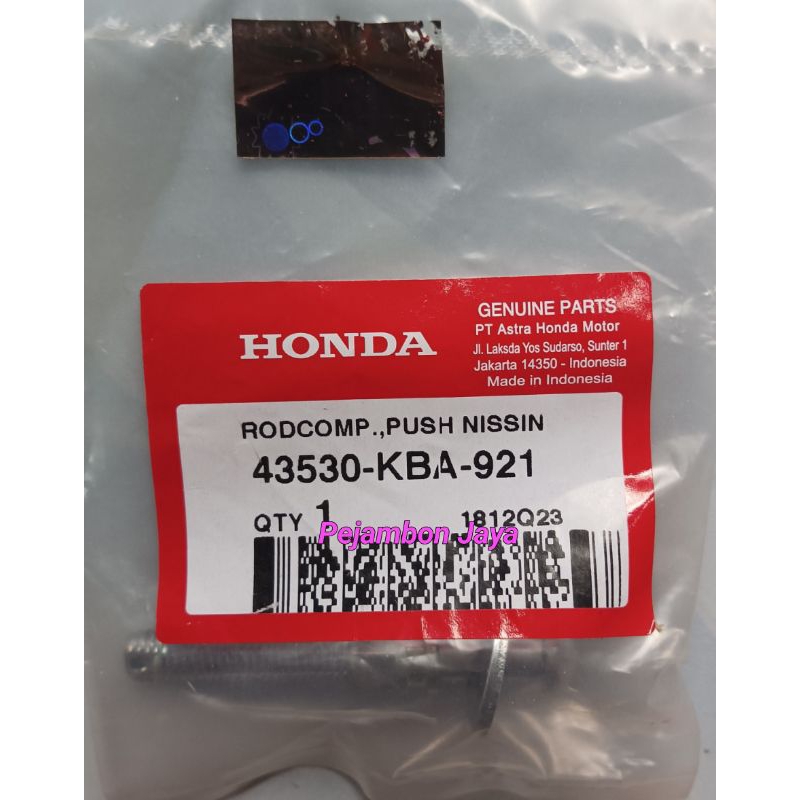 GENUINE PARTS
PT Astra Honda Motor
Jl. Laksda Yos Sudarso, Sunter 1
Jakarta 14350 - Indonesia
Made in Indonesia
HONDA
RODCOMP.,PUSH NISSIN
43530-KBA-921
QTY 1
1812Q23
Pejambon Jaya